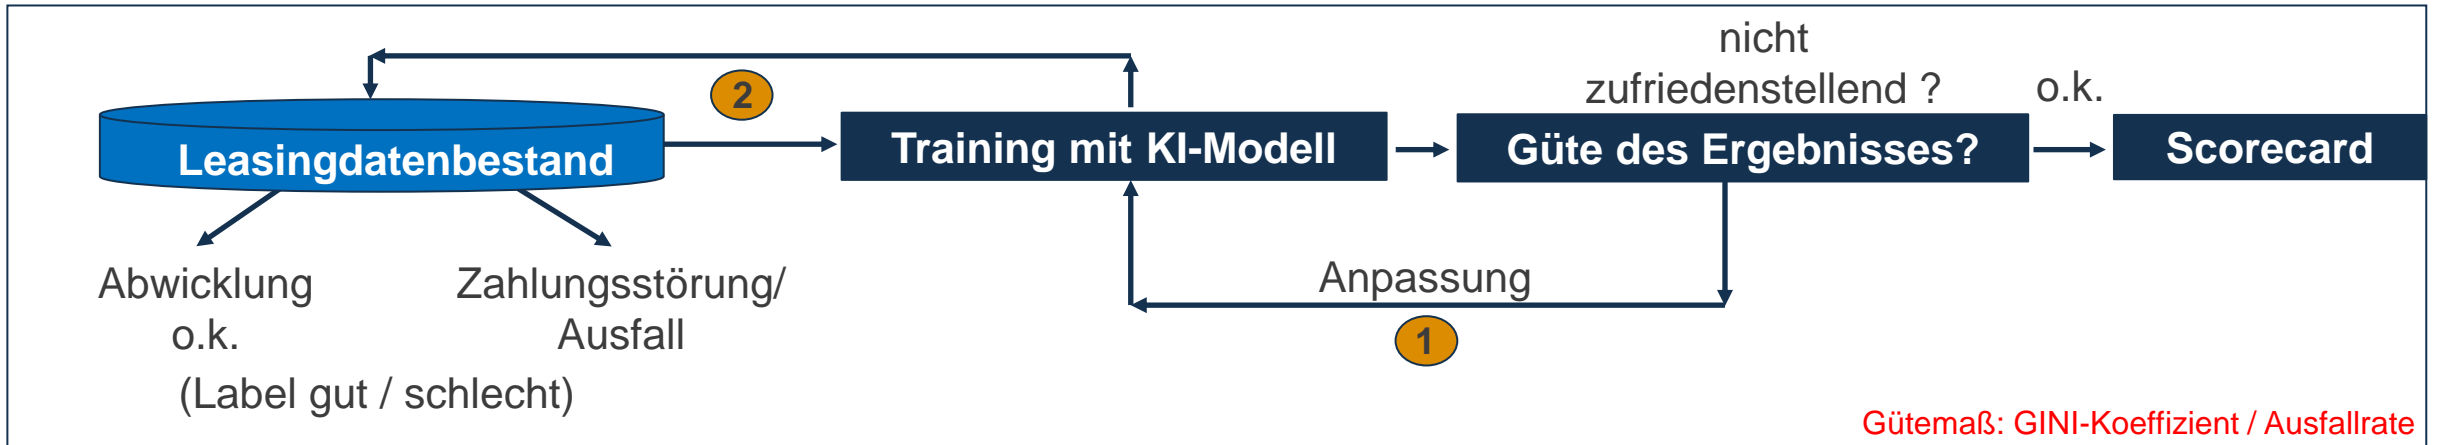 nicht
zufriedenstellend ?
o.k.
2
Leasingdatenbestand
Training mit KI-Modell
Güte des Ergebnisses?
Scorecard
Abwicklung
o.k.
Zahlungsstörung/
Ausfall
(Label gut / schlecht)
Anpassung
1
Gütemaß: GINI-Koeffizient / Ausfallrate